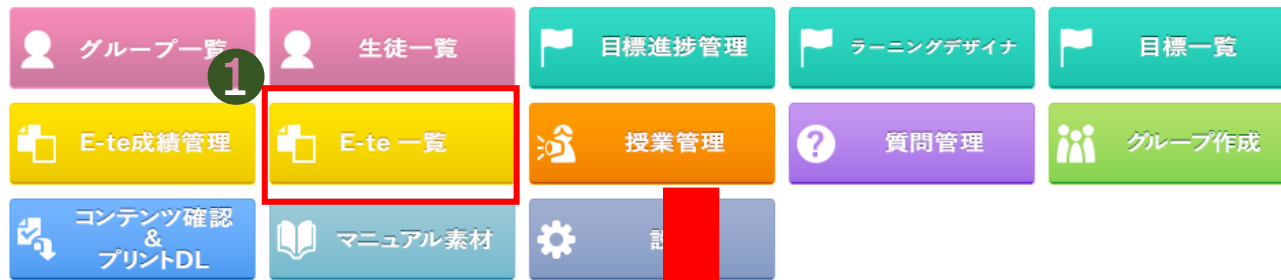 グループ一覧
生徒一覧
目標進捗管理
ラーニングデザイナ
目標一覧
1
E-te成績管理
E-te 一覧
授業管理
?
質問管理
グループ作成
コンテンツ確認
&
プリントDL
マニュアル素材